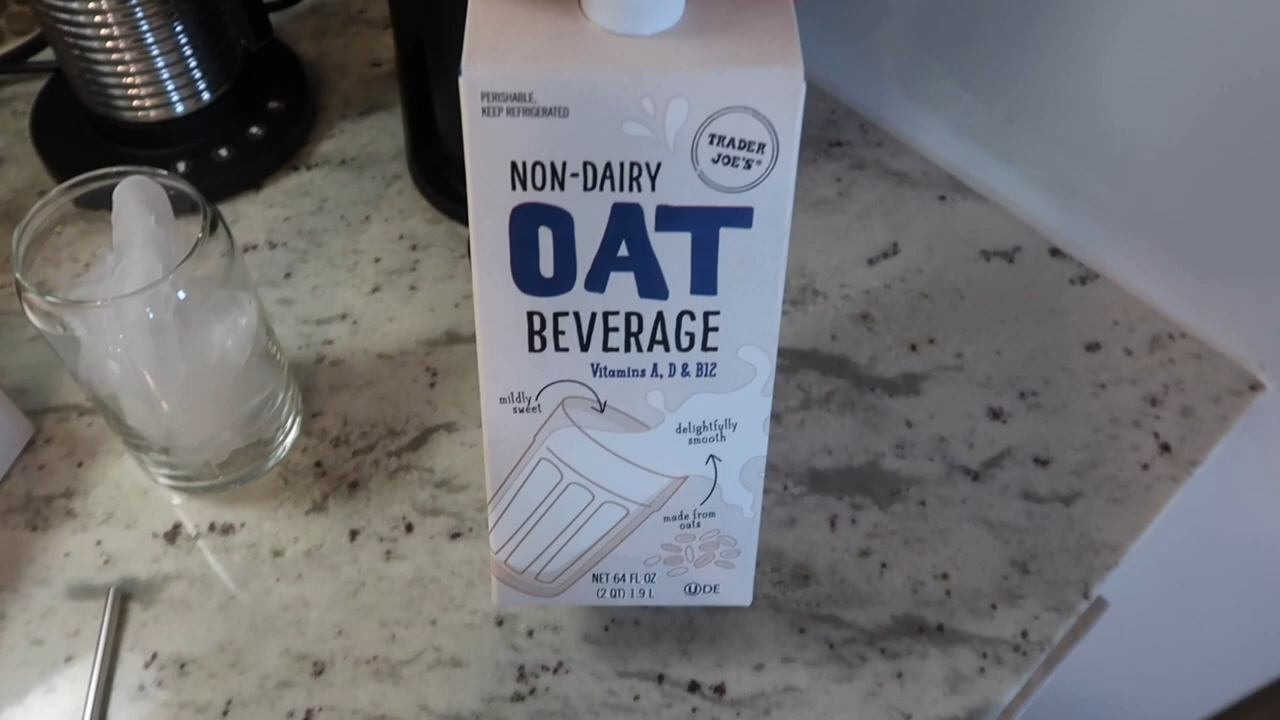 PERISHABLE,
KEEP REFRIGERATED
TRADER
JOE'S®
NON-DAIRY
OAT
BEVERAGE
Vitamins A, D & B12
mildly
sweet
delightfully
smooth
made from
oats
NET 64 FL OZ
(2 QT) 1.9 L
UDE